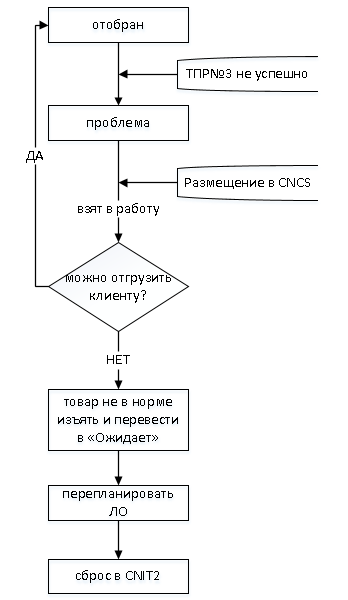 отобран
ТПР№3 не успешно
проблема
ДА
Размещение в CNCS
взят в работу
можно отгрузить
клиенту?
НЕТ
товар не в норме
изъять и перевести
в «Ожидает»
перепланировать
ЛО
сброс в CNIT2